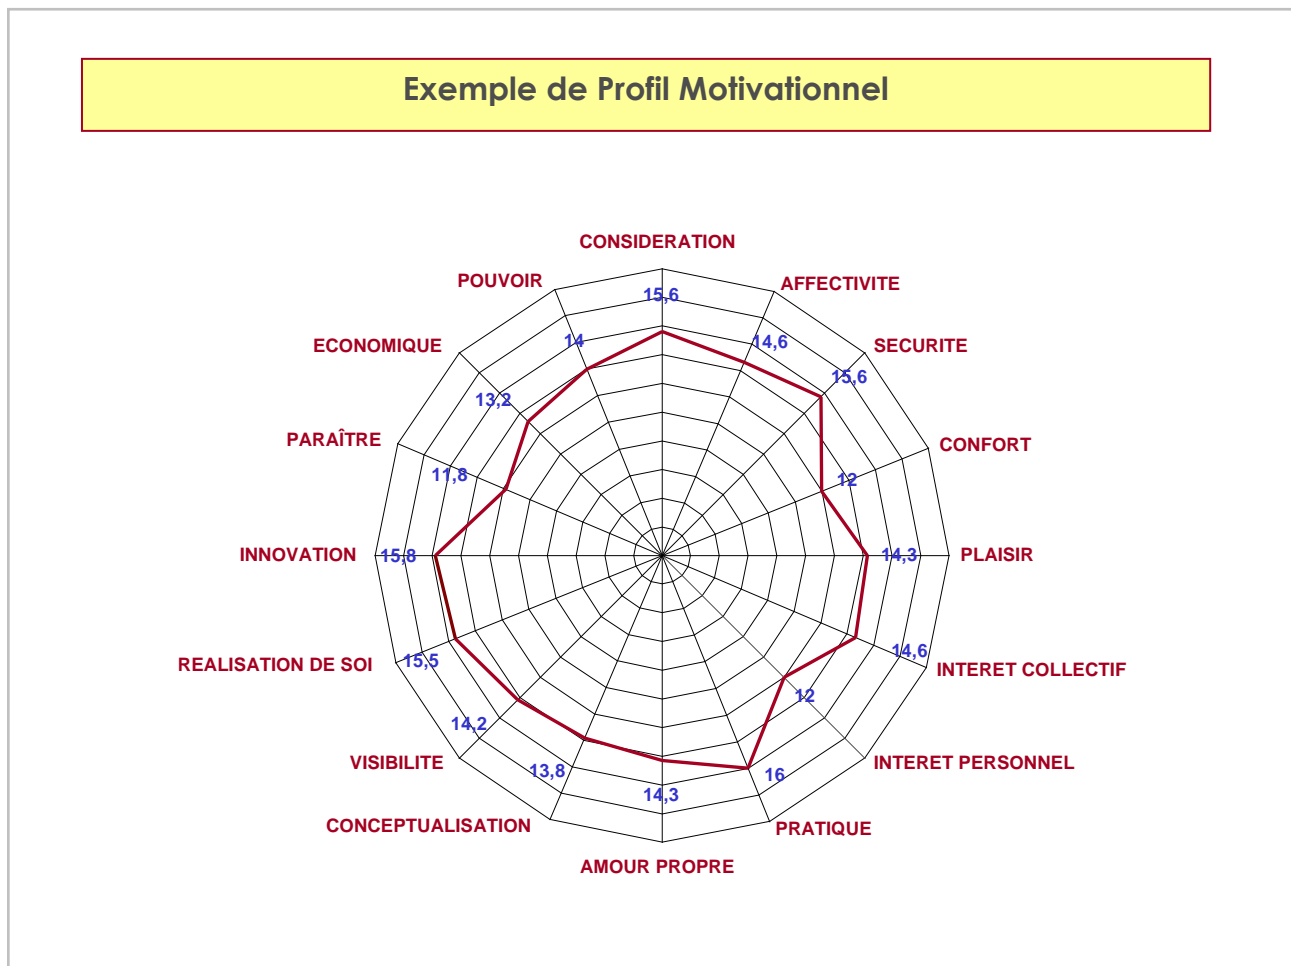 Exemple de Profil Motivationnel
CONSIDERATION
15,6
AFFECTIVITE
14,6
SECURITE
15,6
CONFORT
12
PLAISIR
14,3
INTERET COLLECTIF
14,6
INTERET PERSONNEL
12
PRATIQUE
16
AMOUR PROPRE
14,3
CONCEPTUALISATION
13,8
VISIBILITE
14,2
REALISATION DE SOI
15,5
INNOVATION
15,8
PARAÎTRE
11,8
ECONOMIQUE
13,2
POUVOIR
14